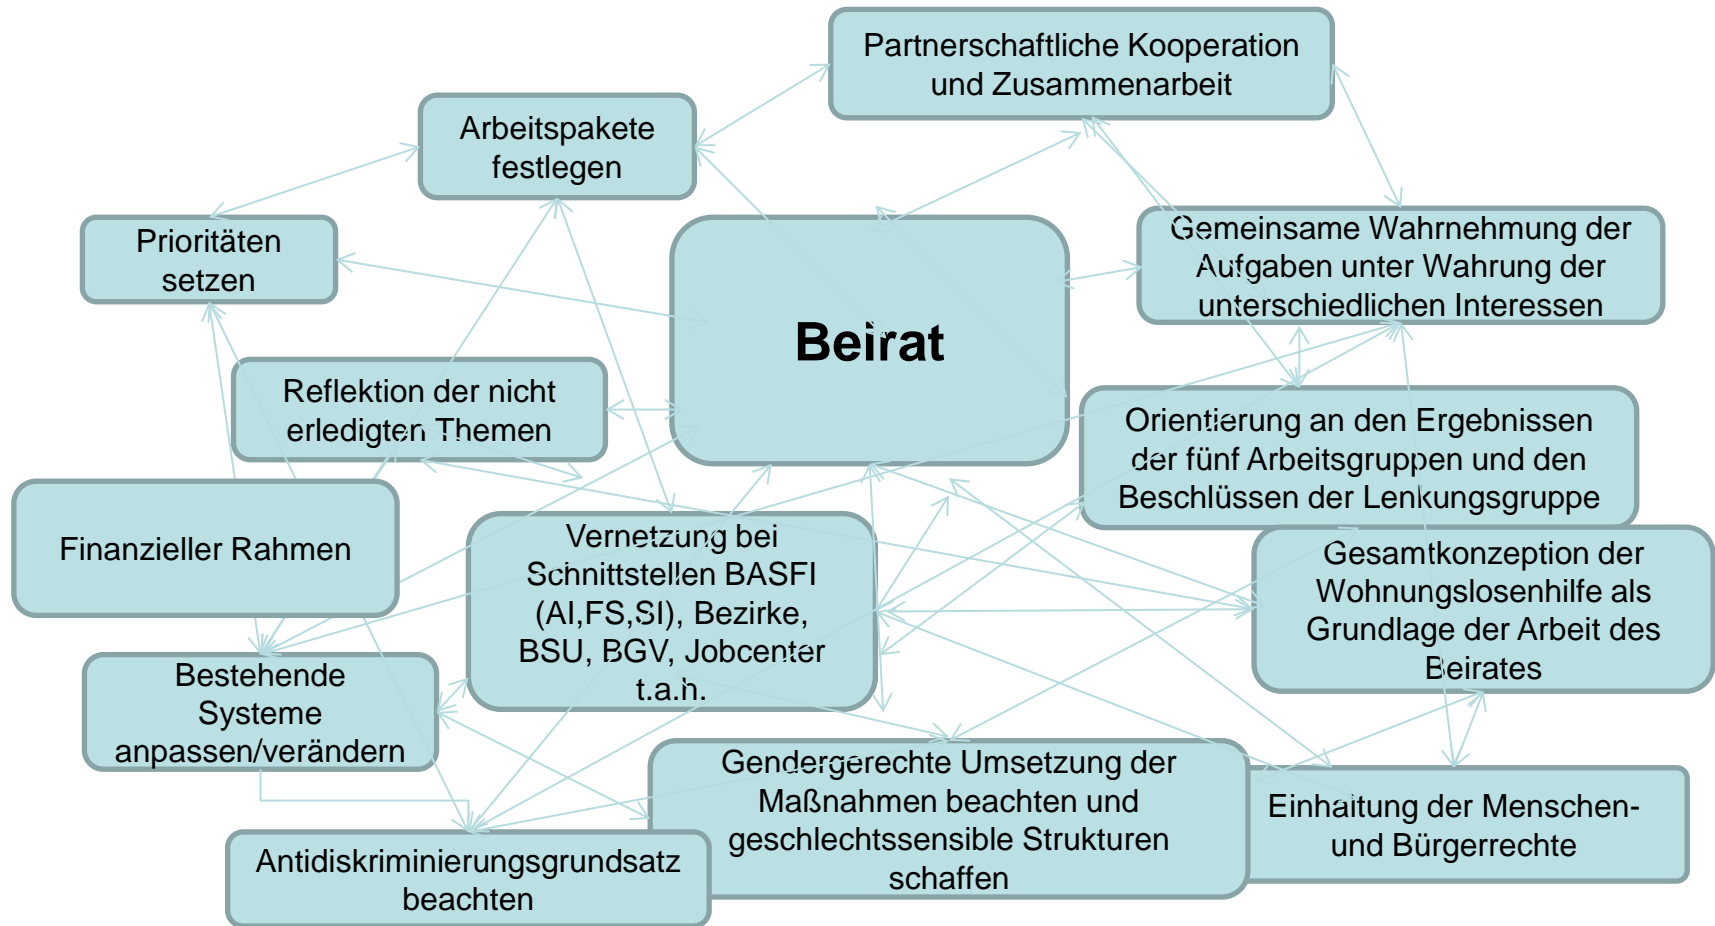 Partnerschaftliche Kooperation
und Zusammenarbeit
Arbeitspakete
festlegen
Prioritäten
setzen
Gemeinsame Wahrnehmung der
Aufgaben unter Wahrung der
unterschiedlichen Interessen
Beirat
Reflektion der nicht
erledigten Themen
Orientierung an den Ergebnissen
der fünf Arbeitsgruppen und den
Beschlüssen der Lenkungsgruppe
Finanzieller Rahmen
Vernetzung bei
Schnittstellen BASFI
(AI,FS,SI), Bezirke,
BSU, BGV, Jobcenter
t.a.h.
Gesamtkonzeption der
Wohnungslosenhilfe als
Grundlage der Arbeit des
Beirates
Bestehende
Systeme
anpassen/verändern
Gendergerechte Umsetzung der
Maßnahmen beachten und
geschlechtssensible Strukturen
schaffen
Einhaltung der Menschen-
und Bürgerrechte
Antidiskriminierungsgrundsatz
beachten